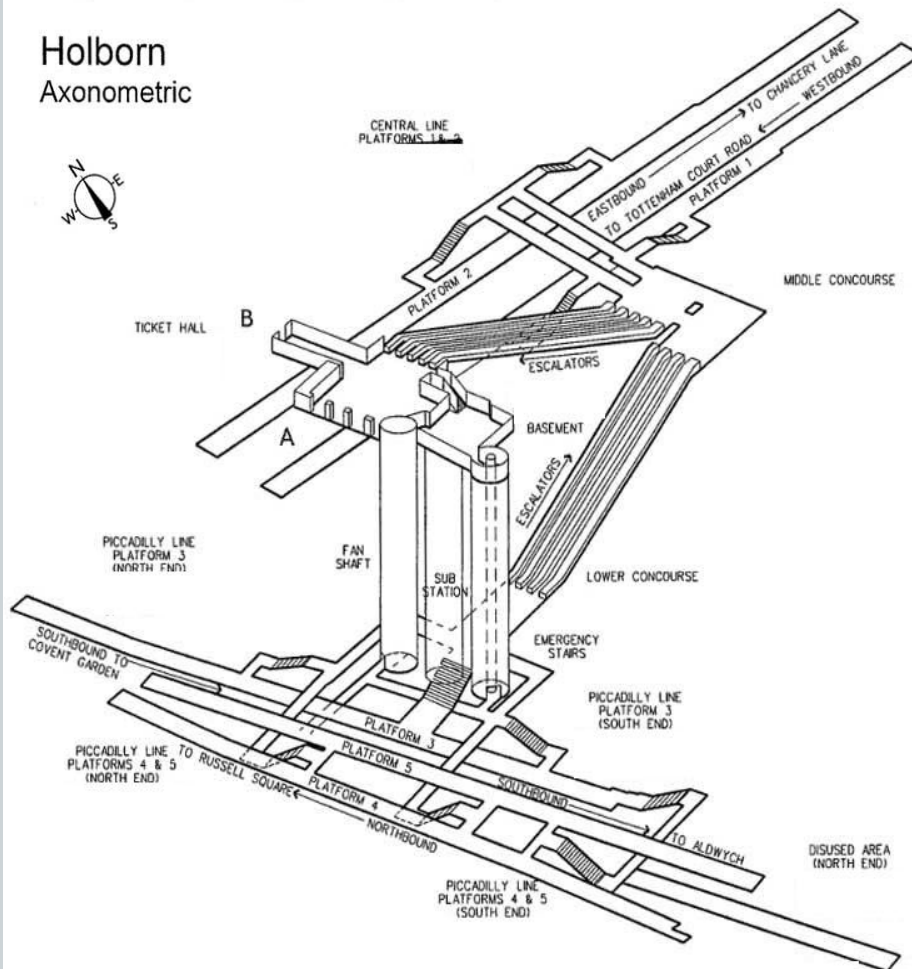 Holborn
Axonometric
N
E
W
S
CENTRAL LINE
PLATFORMS 1 & 2
TO CHANCERY LANE
EASTBOUND
WESTBOUND
TO TOTTENHAM COURT ROAD
PLATFORM 1
PLATFORM 2
MIDDLE CONCOURSE
B
TICKET HALL
ESCALATORS
A
BASEMENT
ESCALATORS
PICCADILLY LINE
PLATFORM 3
(NORTH END)
FAN
SHAFT
SUB
STATION
LOWER CONCOURSE
EMERGENCY
STAIRS
SOUTHBOUND TO
COVENT GARDEN
PICCADILLY LINE
PLATFORM 3
(SOUTH END)
PLATFORM 3
PLATFORM 5
PICCADILLY LINE
PLATFORMS 4 & 5
(NORTH END)
TO RUSSELL SQUARE
PLATFORM 4
NORTHBOUND
SOUTHBOUND
TO ALDWYCH
DISUSED AREA
(NORTH END)
PICCADILLY LINE
PLATFORMS 4 & 5
(SOUTH END)